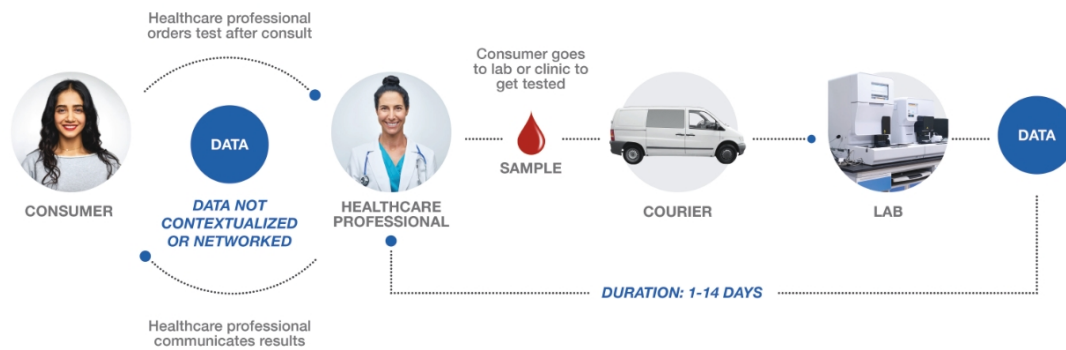 Healthcare professional
orders test after consult
Consumer goes
to lab or clinic to
get tested
DATA
DATA
SAMPLE
CONSUMER
DATA NOT
CONTEXTUALIZED
OR NETWORKED
HEALTHCARE
PROFESSIONAL
COURIER
LAB
DURATION: 1-14 DAYS
Healthcare professional
communicates results